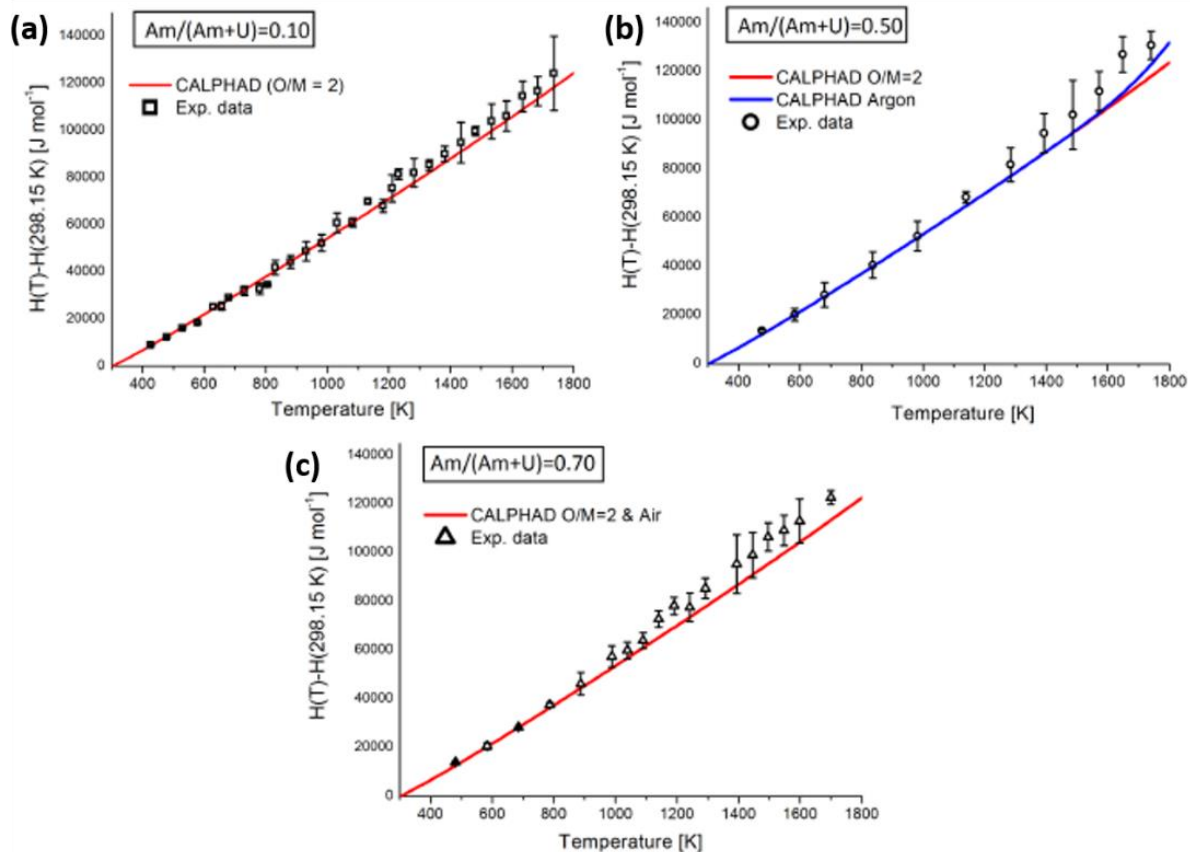 (a)
Am/(Am+U)=0.10
CALPHAD (O/M = 2)
Exp. data
H(T)-H(298.15 K) [J mol⁻¹]
140000
120000
100000
80000
60000
40000
20000
0
400 600 800 1000 1200 1400 1600 1800
Temperature [K]
(b)
Am/(Am+U)=0.50
CALPHAD O/M=2
CALPHAD Argon
Exp. data
H(T)-H(298.15 K) [J mol⁻¹]
140000
120000
100000
80000
60000
40000
20000
0
400 600 800 1000 1200 1400 1600 1800
Temperature [K]
(c)
Am/(Am+U)=0.70
CALPHAD O/M=2 & Air
Exp. data
H(T)-H(298.15 K) [J mol⁻¹]
140000
120000
100000
80000
60000
40000
20000
0
400 600 800 1000 1200 1400 1600 1800
Temperature [K]